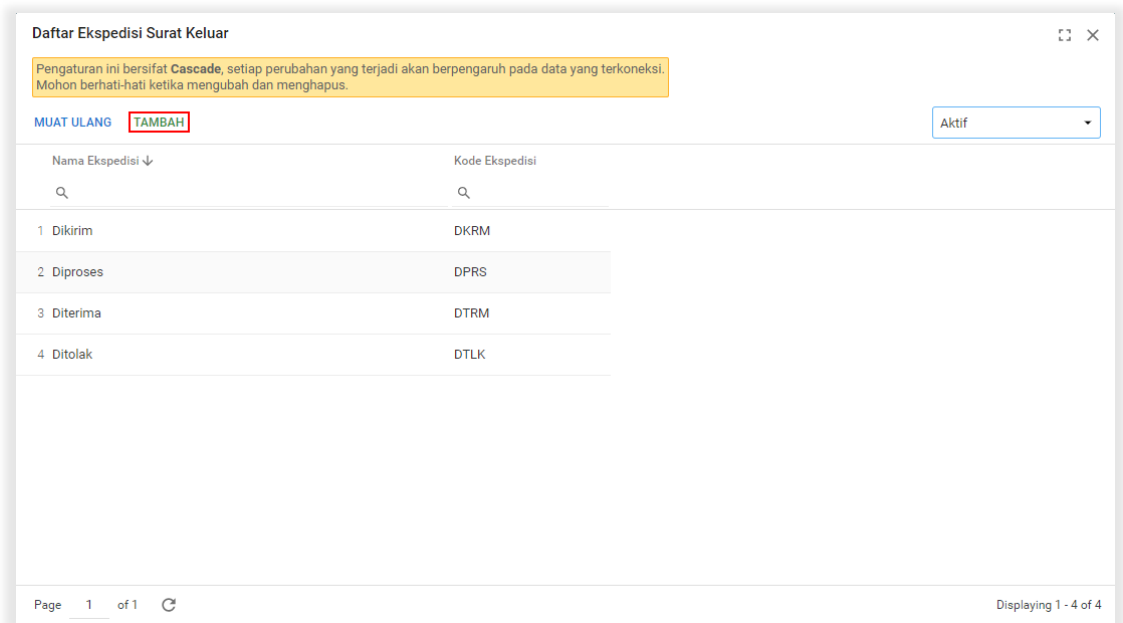 Daftar Ekspedisi Surat Keluar
Pengaturan ini bersifat Cascade, setiap perubahan yang terjadi akan berpengaruh pada data yang terkoneksi.
Mohon berhati-hati ketika mengubah dan menghapus.
MUAT ULANG TAMBAH Aktif
Nama Ekspedisi Kode Ekspedisi
1 Dikirim DKRM
2 Diproses DPRS
3 Diterima DTRM
4 Ditolak DTLK
Page 1 of 1 Displaying 1 - 4 of 4